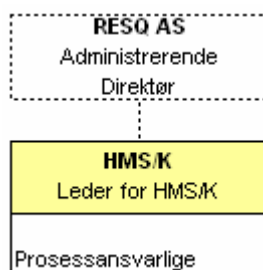 RESQ AS
Administrerende
Direktør
HMS/K
Leder for HMS/K
Prosessansvarlige